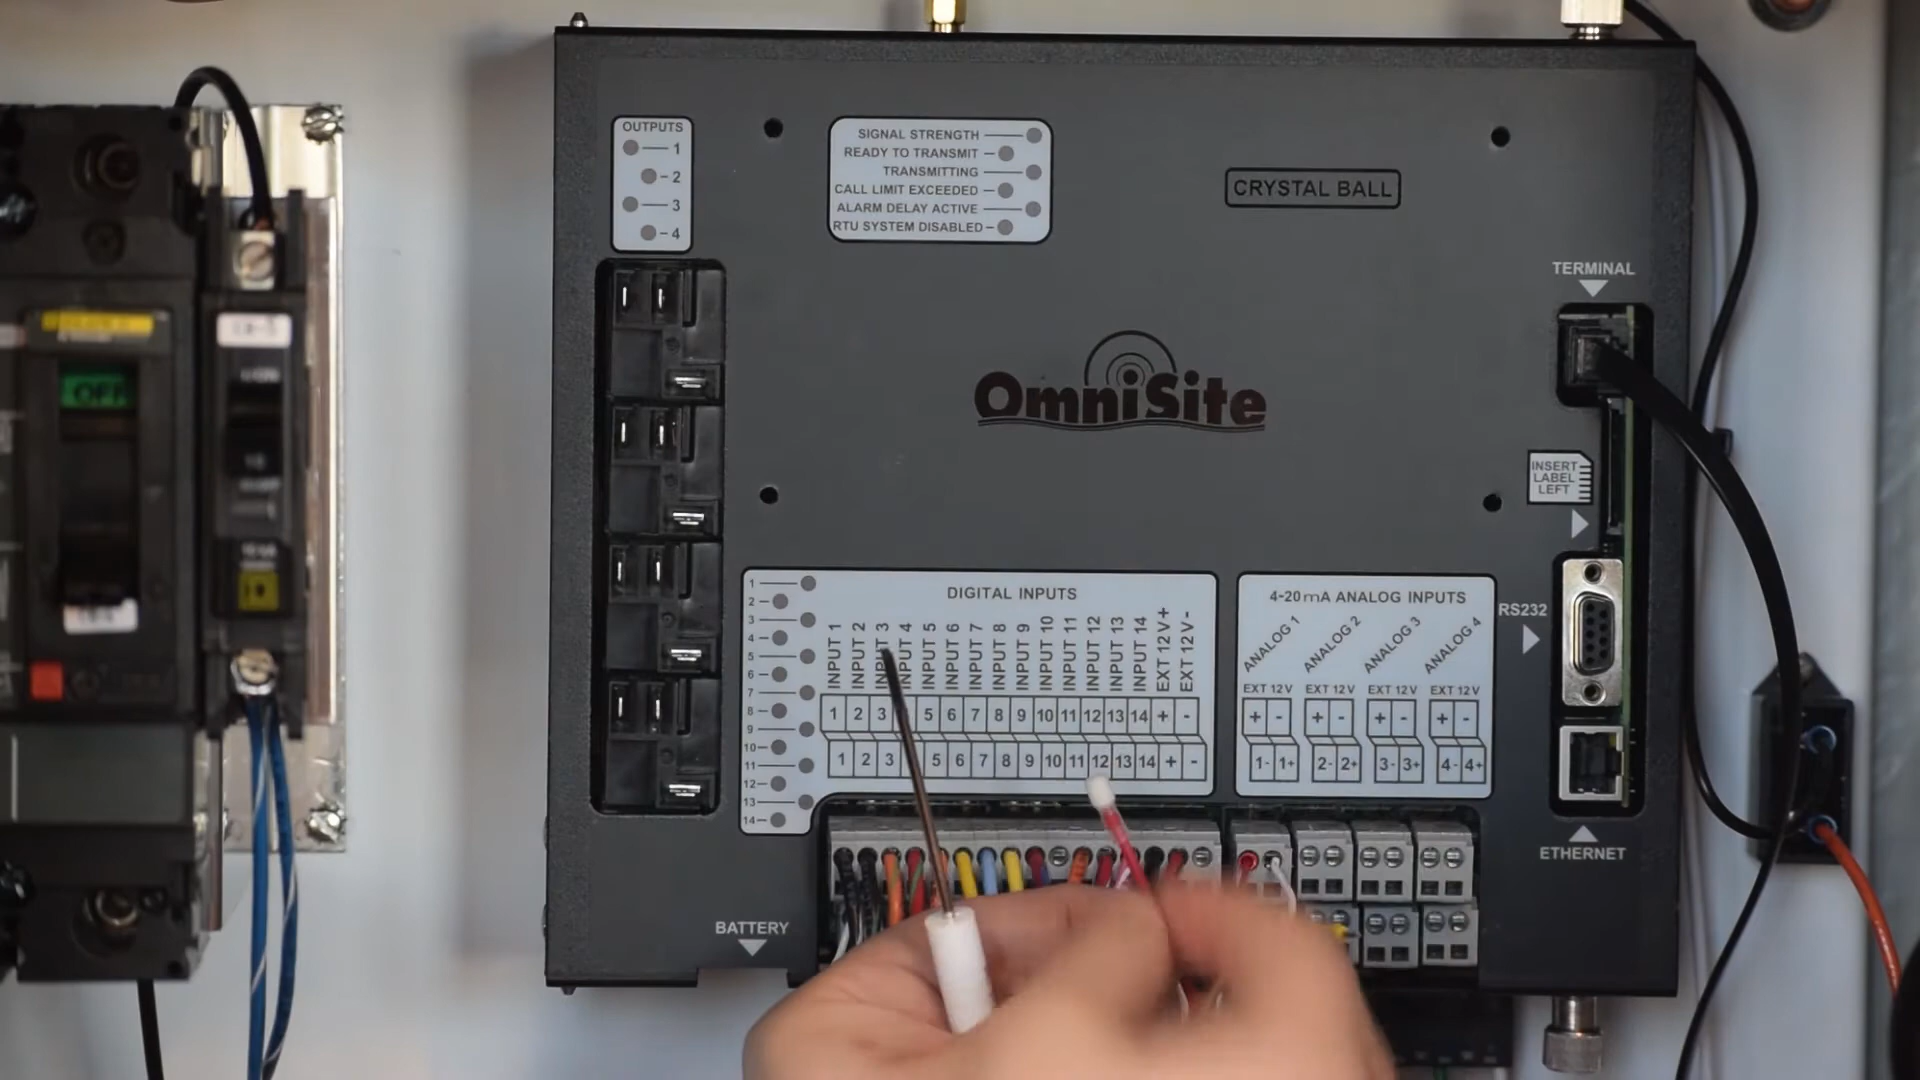 OUTPUTS
1
2
3
4
SIGNAL STRENGTH
READY TO TRANSMIT
TRANSMITTING
CALL LIMIT EXCEEDED
ALARM DELAY ACTIVE
RTU SYSTEM DISABLED
CRYSTAL BALL
TERMINAL
OmniSite
OFF
INSERT
LABEL
LEFT
RS232
ETHERNET
BATTERY
1
2
3
4
5
6
7
8
9
10
11
12
13
14
DIGITAL INPUTS
INPUT 1
INPUT 2
INPUT 3
INPUT 4
INPUT 5
INPUT 6
INPUT 7
INPUT 8
INPUT 9
INPUT 10
INPUT 11
INPUT 12
INPUT 13
INPUT 14
EXT 12V+
EXT 12V-
1 2 3 5 6 7 8 9 10 11 12 13 14 + -
1 2 3 5 6 7 8 9 10 11 12 13 14 + -
4-20mA ANALOG INPUTS
ANALOG 1
ANALOG 2
ANALOG 3
ANALOG 4
EXT 12V EXT 12V EXT 12V EXT 12V
+ - + - + - + -
1- 1+ 2- 2+ 3- 3+ 4- 4+